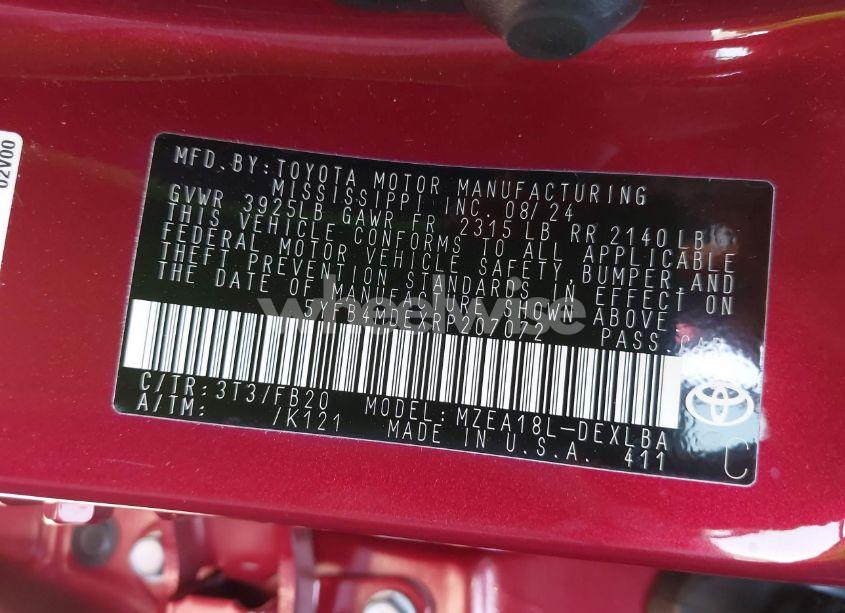 02V00
MFD. BY: TOYOTA MOTOR MANUFACTURING
MISSISSIPPI INC. 08/24
GVWR 3925LB GAWR FR 2315 LB RR 2140 LB
THIS VEHICLE CONFORMS TO ALL APPLICABLE
FEDERAL MOTOR VEHICLE SAFETY, BUMPER, AND
THEFT PREVENTION STANDARDS IN EFFECT ON
THE DATE OF MANUFACTURE SHOWN ABOVE.
PASS. CAR
wheelwise
C/TR: 3T3/FB20 MODEL: MZEA18L-DEXLBA
A/TM: /K121 MADE IN U.S.A. 411